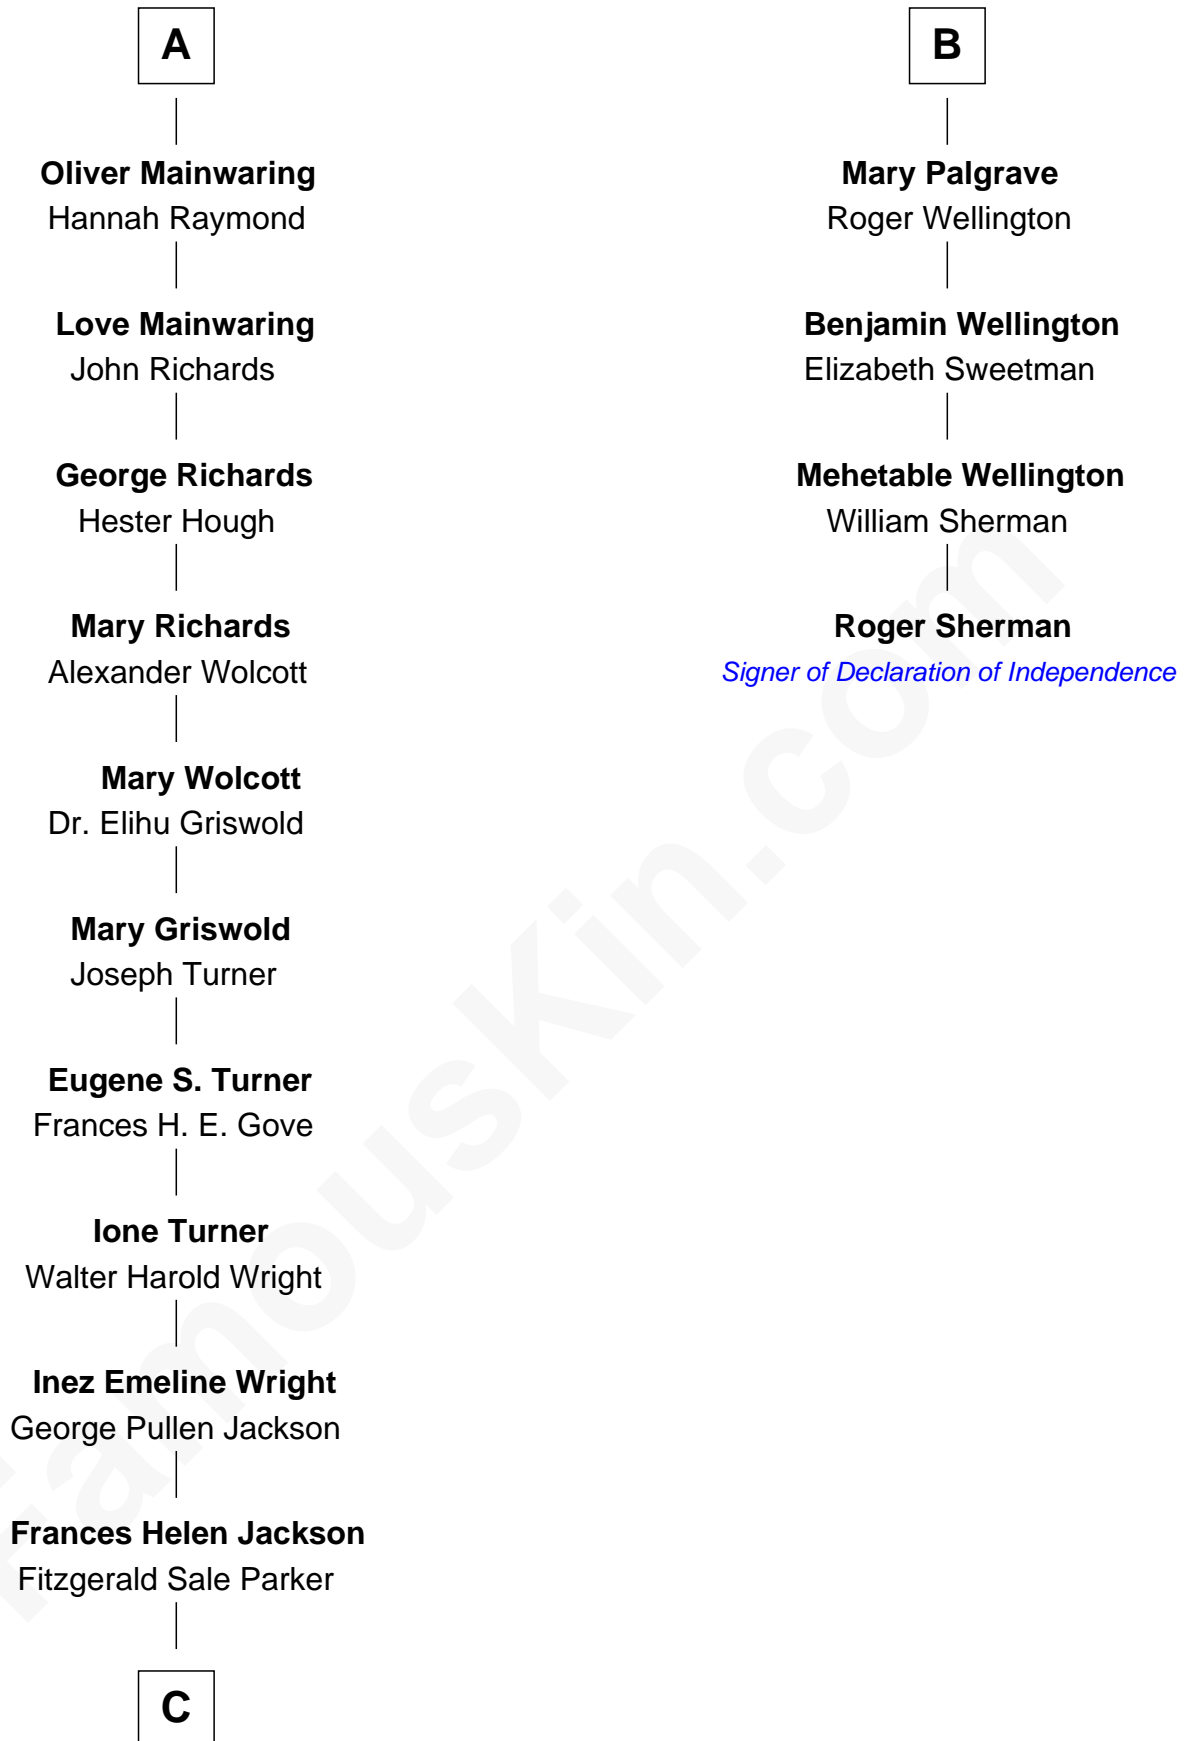 A
Oliver Mainwaring
Hannah Raymond
Love Mainwaring
John Richards
George Richards
Hester Hough
Mary Richards
Alexander Wolcott
Mary Wolcott
Dr. Elihu Griswold
Mary Griswold
Joseph Turner
Eugene S. Turner
Frances H. E. Gove
Ione Turner
Walter Harold Wright
Inez Emeline Wright
George Pullen Jackson
Frances Helen Jackson
Fitzgerald Sale Parker
C
B
Mary Palgrave
Roger Wellington
Benjamin Wellington
Elizabeth Sweetman
Mehetable Wellington
William Sherman
Roger Sherman
Signer of Declaration of Independence
FamousKin.com